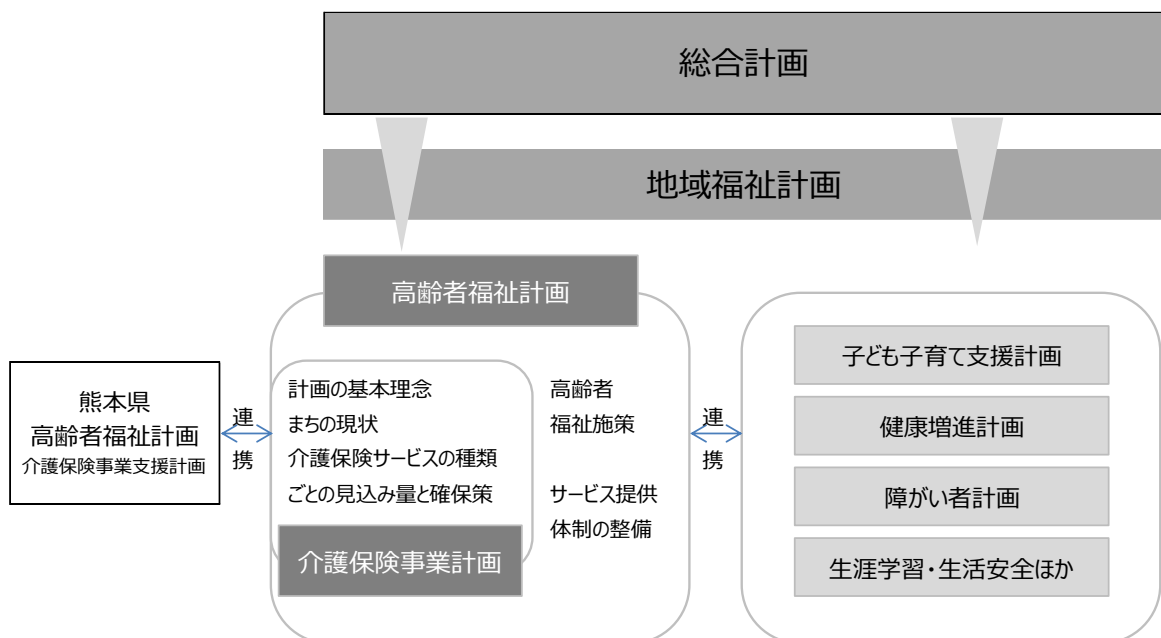 総合計画
地域福祉計画
高齢者福祉計画
熊本県
高齢者福祉計画
介護保険事業支援計画
連
携
計画の基本理念
まちの現状
介護保険サービスの種類
ごとの見込み量と確保策
介護保険事業計画
高齢者
福祉施策
サービス提供
体制の整備
連
携
子ども子育て支援計画
健康増進計画
障がい者計画
生涯学習・生活安全ほか